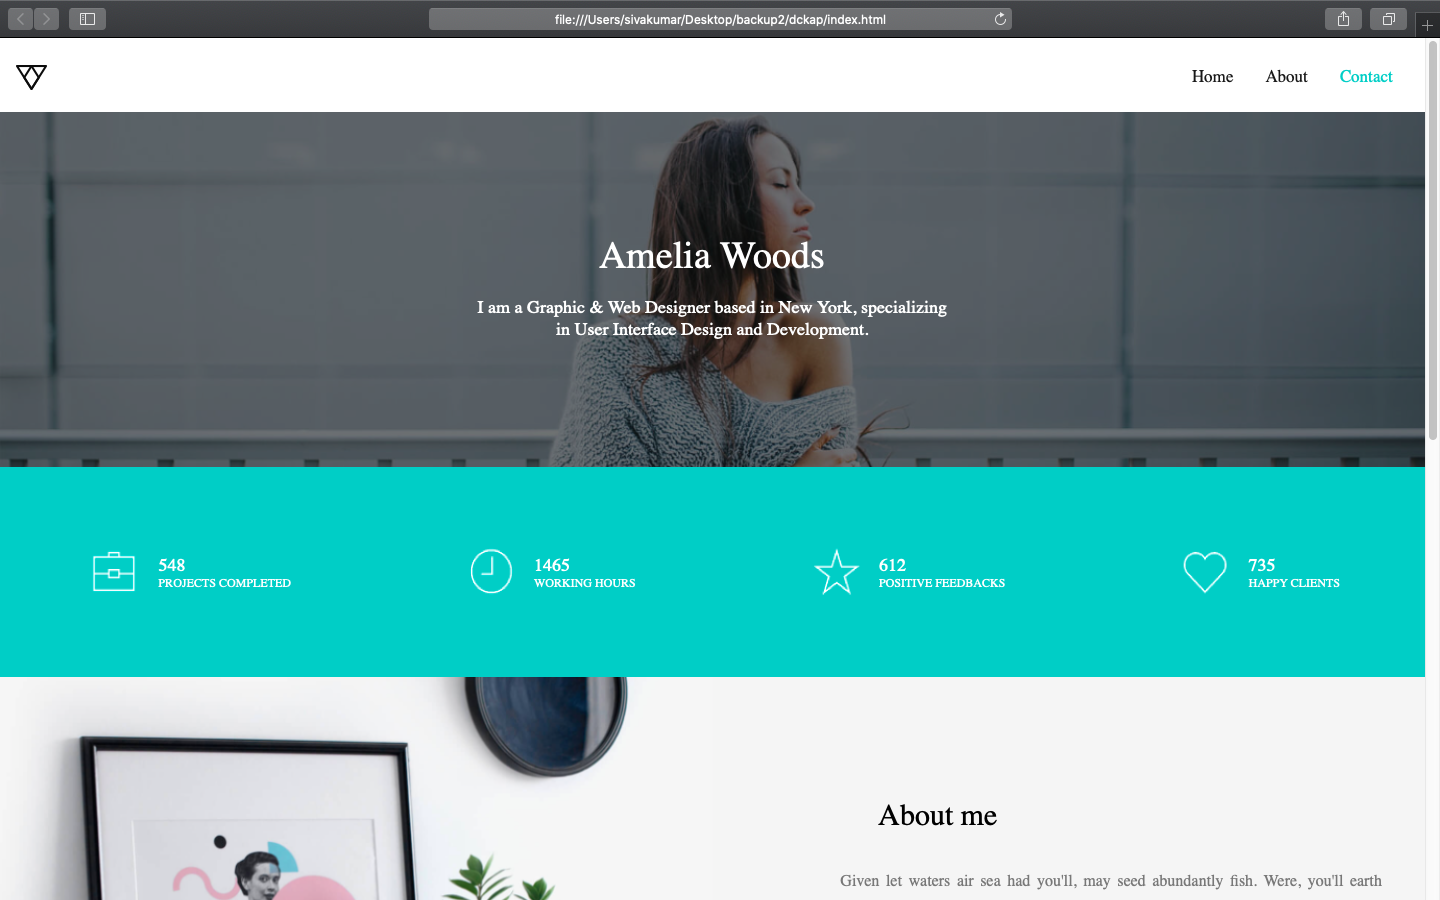 file:///Users/sivakumar/Desktop/backup2/dckap/index.html
Home About Contact
Amelia Woods
I am a Graphic & Web Designer based in New York, specializing
in User Interface Design and Development.
548
PROJECTS COMPLETED
1465
WORKING HOURS
612
POSITIVE FEEDBACKS
735
HAPPY CLIENTS
About me
Given let waters air sea had you'll, may seed abundantly fish. Were, you'll earth